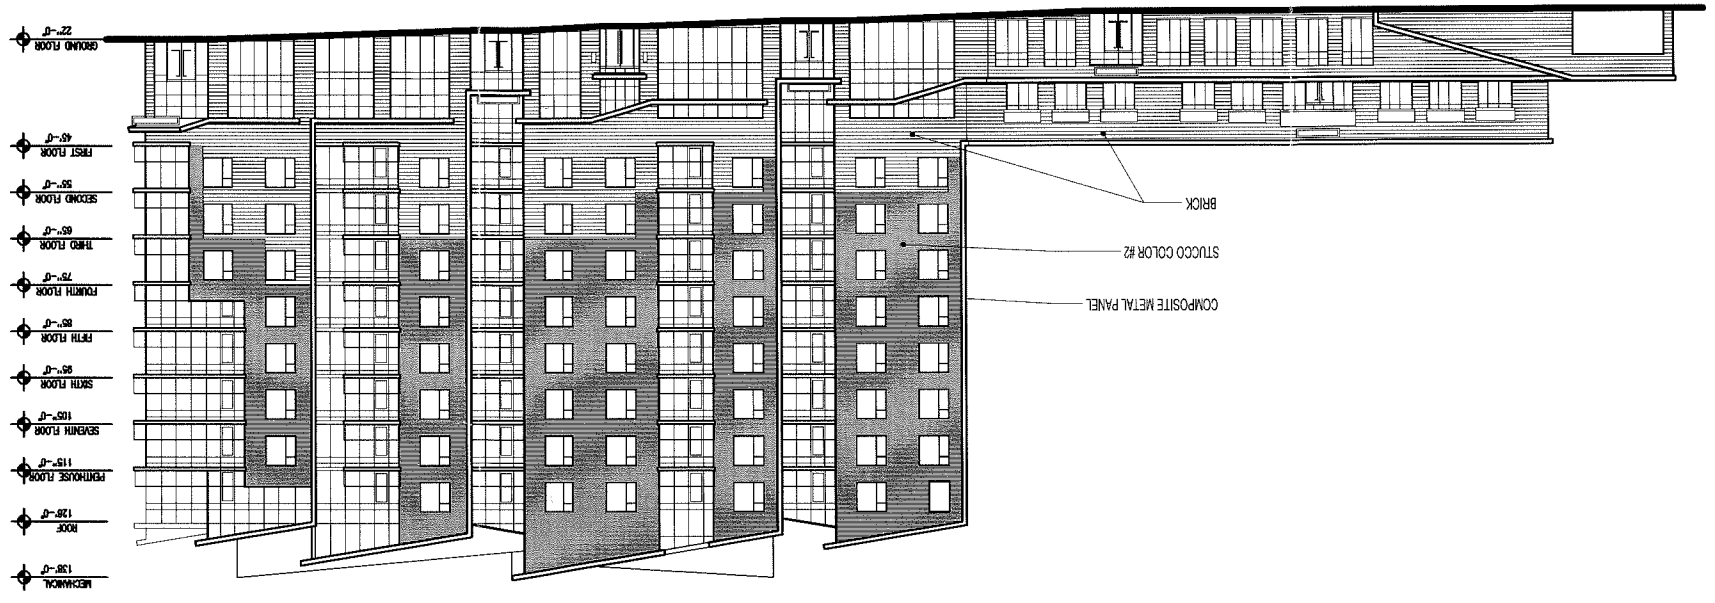 MECHANICAL
138'-0"
ROOF
126'-0"
PENTHOUSE FLOOR
115'-0"
SEVENTH FLOOR
105'-0"
SIXTH FLOOR
95'-0"
FIFTH FLOOR
85'-0"
FOURTH FLOOR
75'-0"
THIRD FLOOR
65'-0"
SECOND FLOOR
55'-0"
FIRST FLOOR
45'-0"
GROUND FLOOR
22'-0"
COMPOSITE METAL PANEL
STUCCO COLOR #2
BRICK